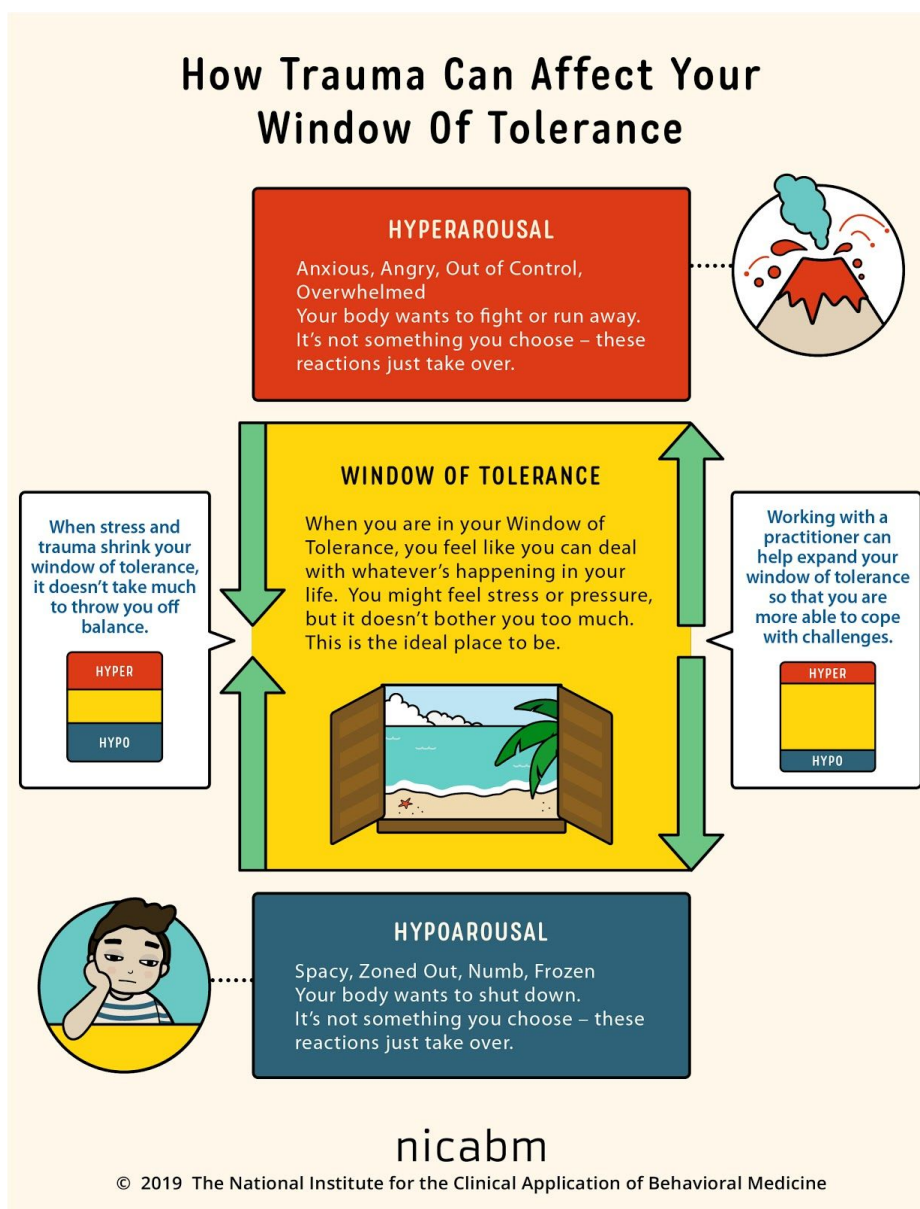 How Trauma Can Affect Your
Window Of Tolerance
HYPERAROUSAL
Anxious, Angry, Out of Control,
Overwhelmed
Your body wants to fight or run away.
It's not something you choose – these
reactions just take over.
WINDOW OF TOLERANCE
When you are in your Window of
Tolerance, you feel like you can deal
with whatever's happening in your
life.  You might feel stress or pressure,
but it doesn't bother you too much.
This is the ideal place to be.
When stress and
trauma shrink your
window of tolerance,
it doesn't take much
to throw you off
balance.
HYPER
HYPO
Working with a
practitioner can
help expand your
window of tolerance
so that you are
more able to cope
with challenges.
HYPER
HYPO
HYPOAROUSAL
Spacy, Zoned Out, Numb, Frozen
Your body wants to shut down.
It's not something you choose – these
reactions just take over.
nicabm
© 2019 The National Institute for the Clinical Application of Behavioral Medicine